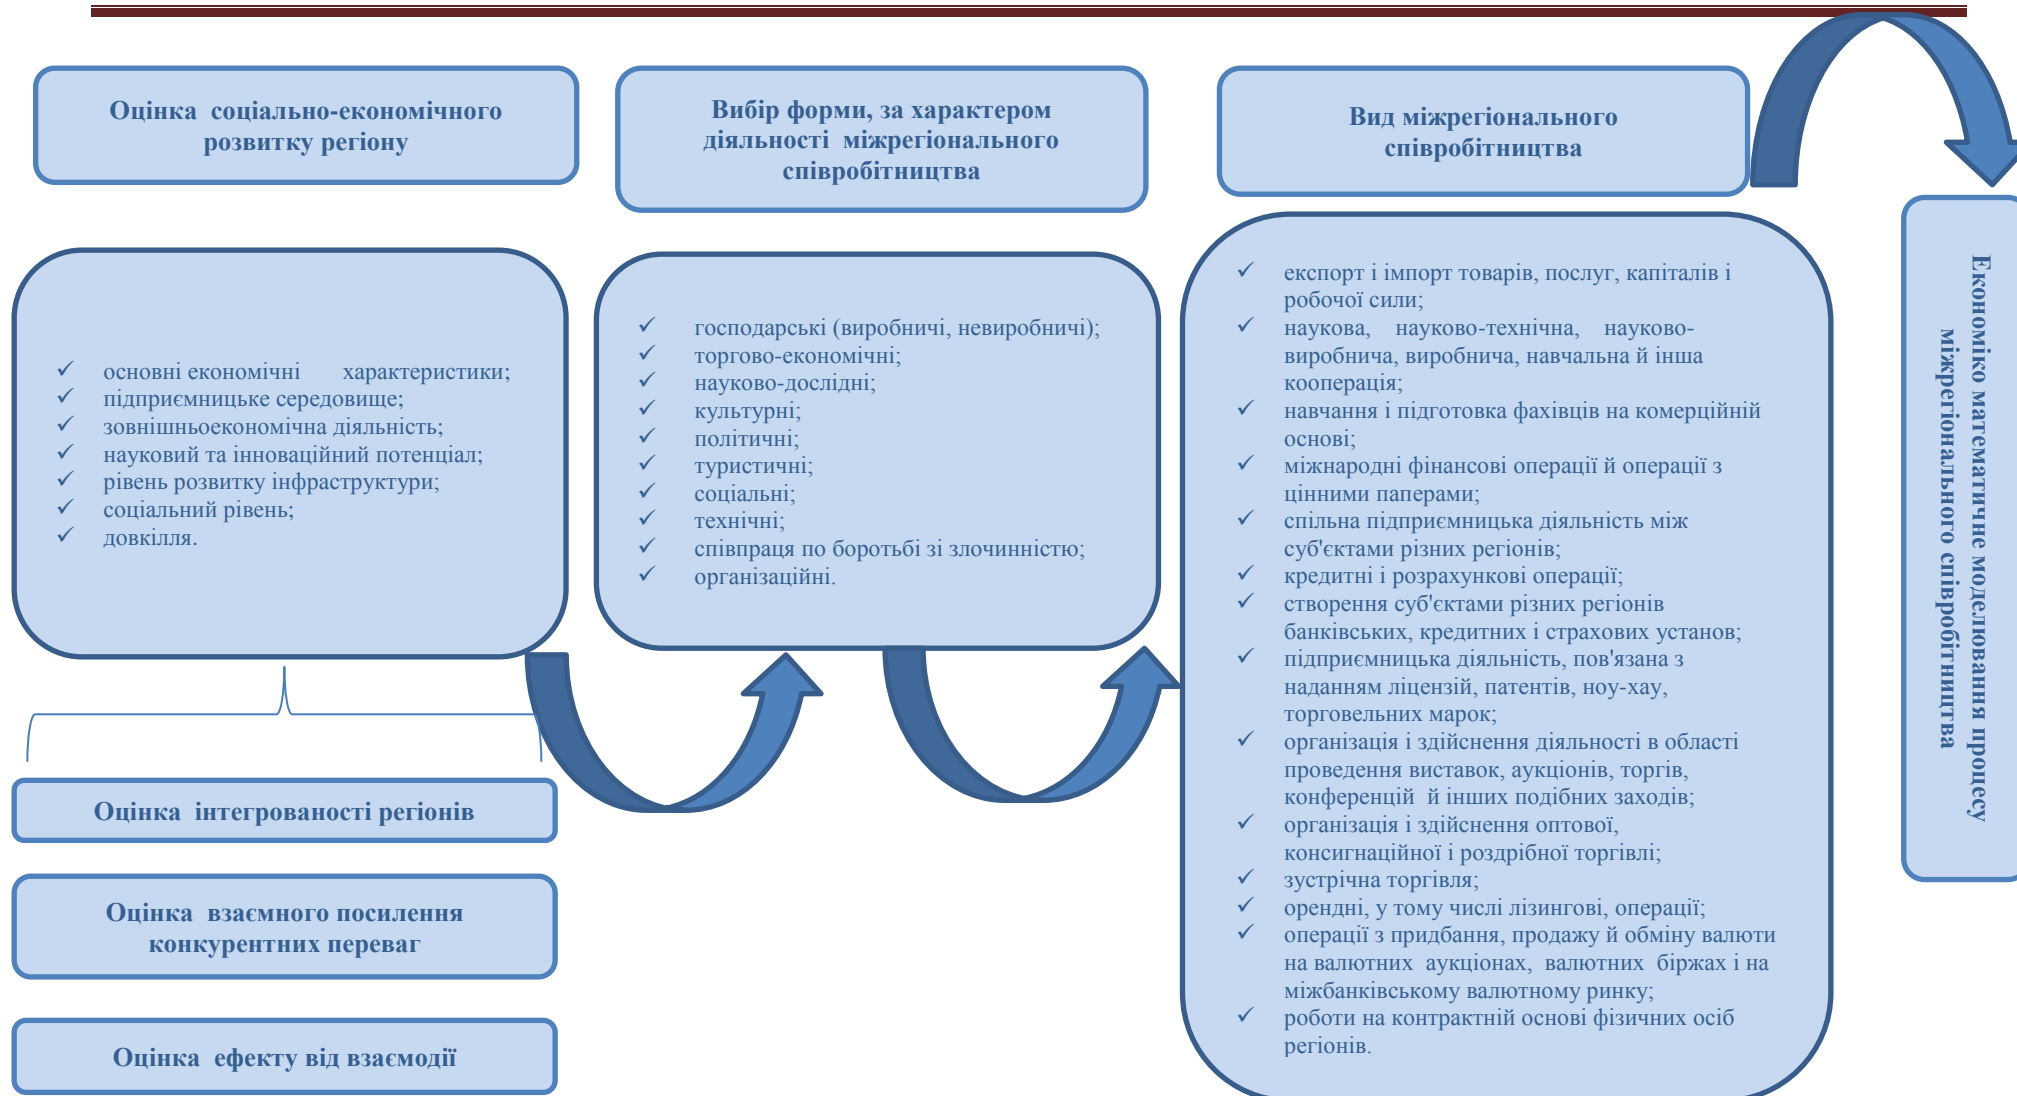 Оцінка соціально-економічного
розвитку регіону
основні економічні характеристики;
підприємницьке середовище;
зовнішньоекономічна діяльність;
науковий та інноваційний потенціал;
рівень розвитку інфраструктури;
соціальний рівень;
довкілля.
Оцінка інтегрованості регіонів
Оцінка взаємного посилення
конкурентних переваг
Оцінка ефекту від взаємодії
Вибір форми, за характером
діяльності міжрегіонального
співробітництва
господарські (виробничі, невиробничі);
торгово-економічні;
науково-дослідні;
культурні;
політичні;
туристичні;
соціальні;
технічні;
співпраця по боротьбі зі злочинністю;
організаційні.
Вид міжрегіонального
співробітництва
експорт і імпорт товарів, послуг, капіталів і
робочої сили;
наукова, науково-технічна, науково-
виробнича, виробнича, навчальна й інша
кооперація;
навчання і підготовка фахівців на комерційній
основі;
міжнародні фінансові операції й операції з
цінними паперами;
спільна підприємницька діяльність між
суб'єктами різних регіонів;
кредитні і розрахункові операції;
створення суб'єктами різних регіонів
банківських, кредитних і страхових установ;
підприємницька діяльність, пов'язана з
наданням ліцензій, патентів, ноу-хау,
торговельних марок;
організація і здійснення діяльності в області
проведення виставок, аукціонів, торгів,
конференцій й інших подібних заходів;
організація і здійснення оптової,
консигнаційної і роздрібної торгівлі;
зустрічна торгівля;
орендні, у тому числі лізингові, операції;
операції з придбання, продажу й обміну валюти
на валютних аукціонах, валютних біржах і на
міжбанківському валютному ринку;
роботи на контрактній основі фізичних осіб
регіонів.
Економіко математичне моделювання процесу
міжрегіонального співробітництва